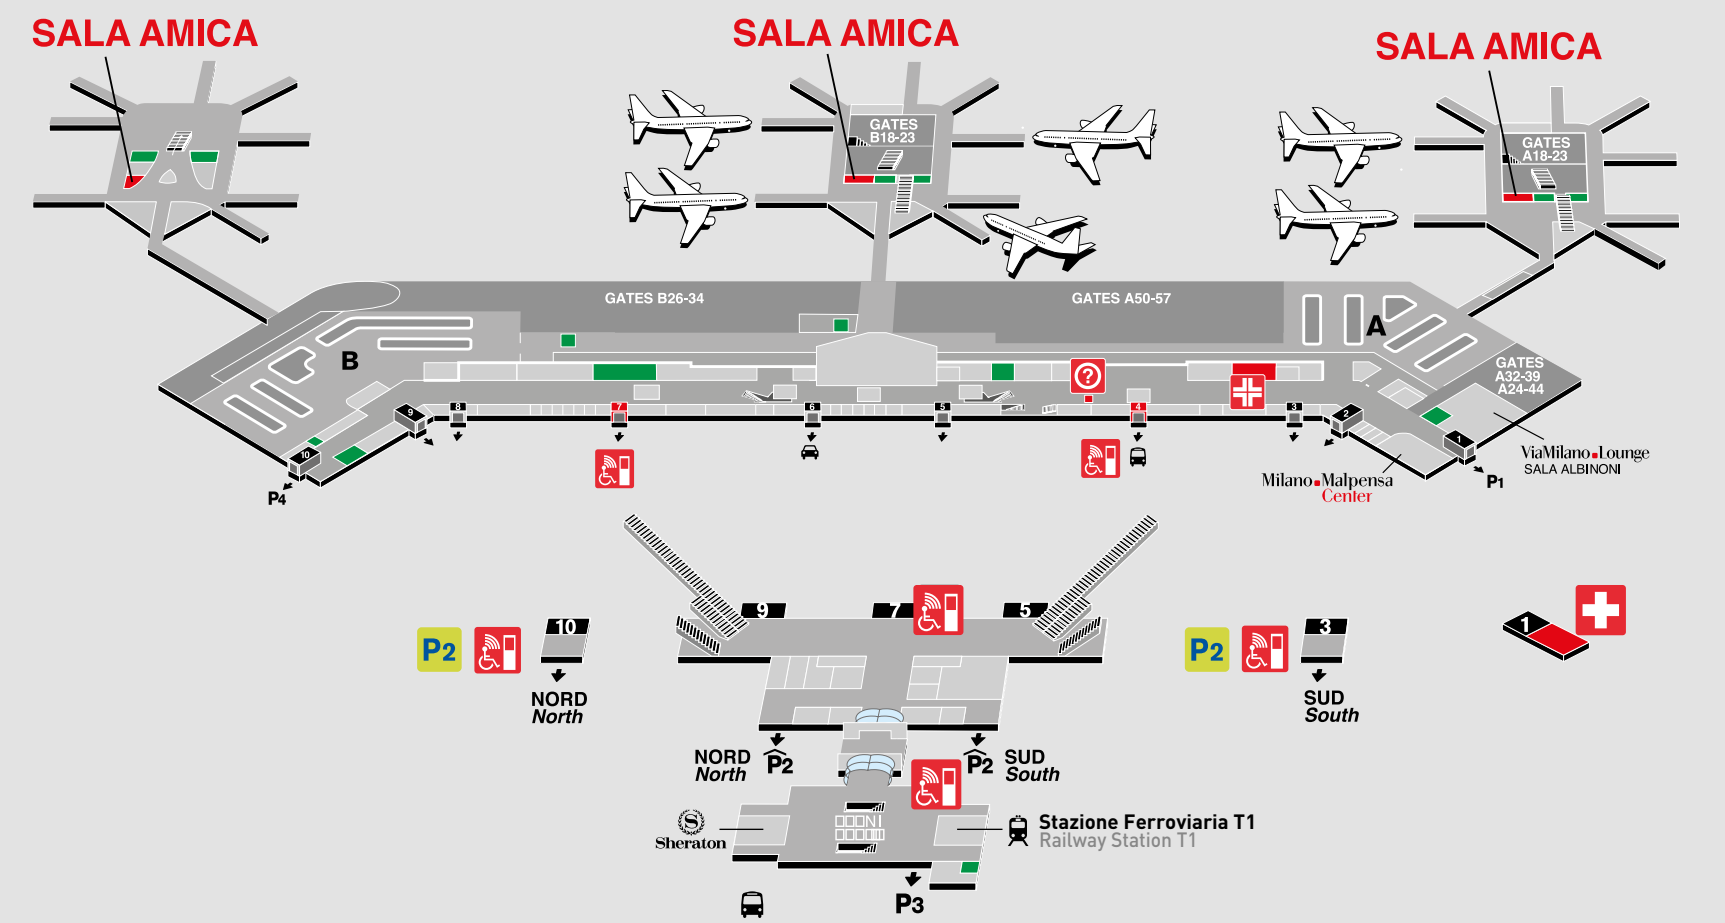 SALA AMICA
SALA AMICA
SALA AMICA
GATES
B18-23
GATES
A18-23
GATES B26-34
GATES A50-57
A
B
GATES
A32-39
A24-44
?
10
9
8
7
6
5
4
3
2
1
P4
P1
ViaMilano Lounge
SALA ALBINONI
Milano Malpensa
Center
9
7
5
P2
10
NORD
North
P2
3
SUD
South
1
NORD
North
P2
P2
SUD
South
S
Sheraton
Stazione Ferroviaria T1
Railway Station T1
P3